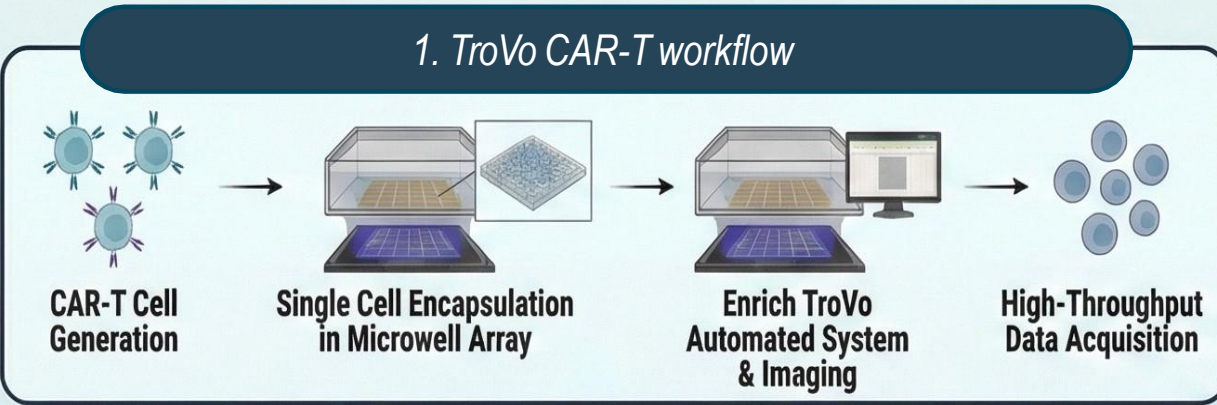 1. TroVo CAR-T workflow
CAR-T Cell
Generation
Single Cell Encapsulation
in Microwell Array
Enrich TroVo
Automated System
& Imaging
High-Throughput
Data Acquisition